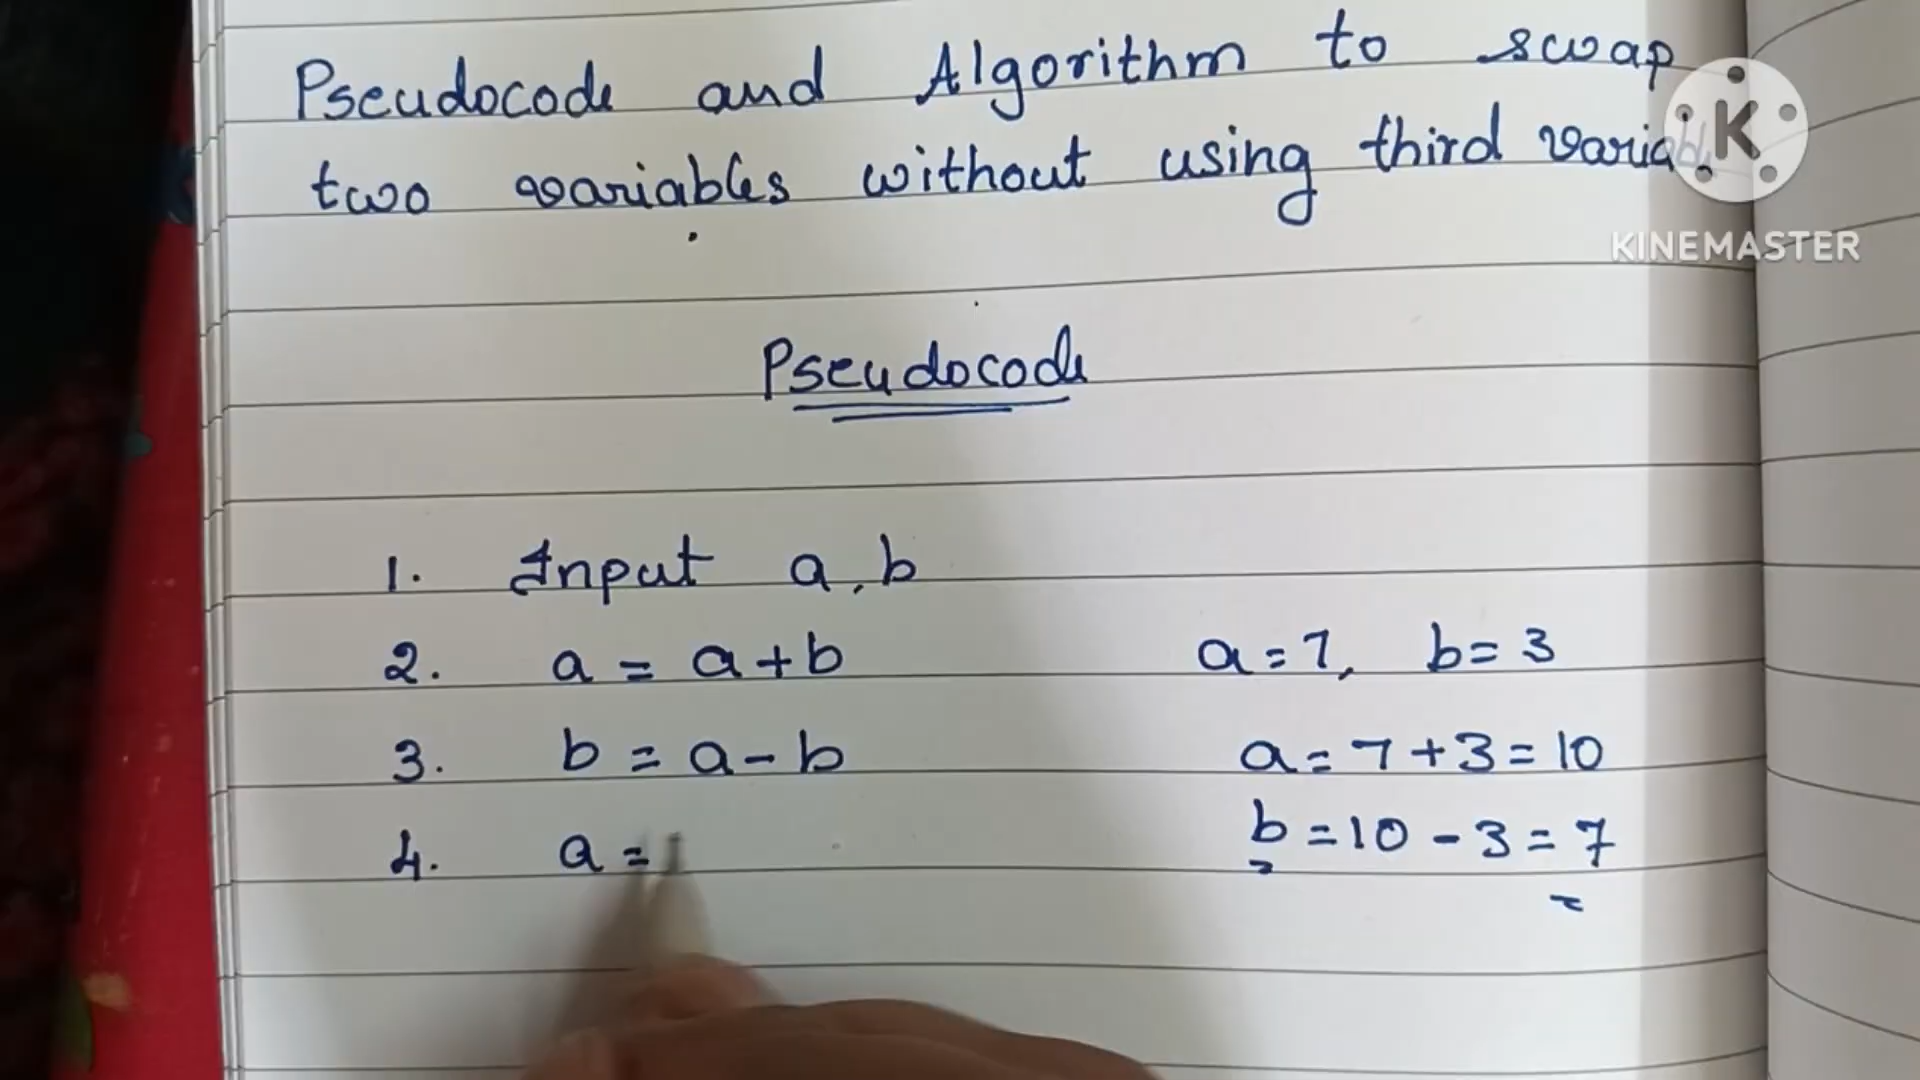 Pseudocode and Algorithm to swap
two variables without using third variabl
K
KINEMASTER
Pseudocode
1. Input a, b
2. a = a + b
a = 7, b = 3
3. b = a - b
a = 7 + 3 = 10
4. a =
b = 10 - 3 = 7